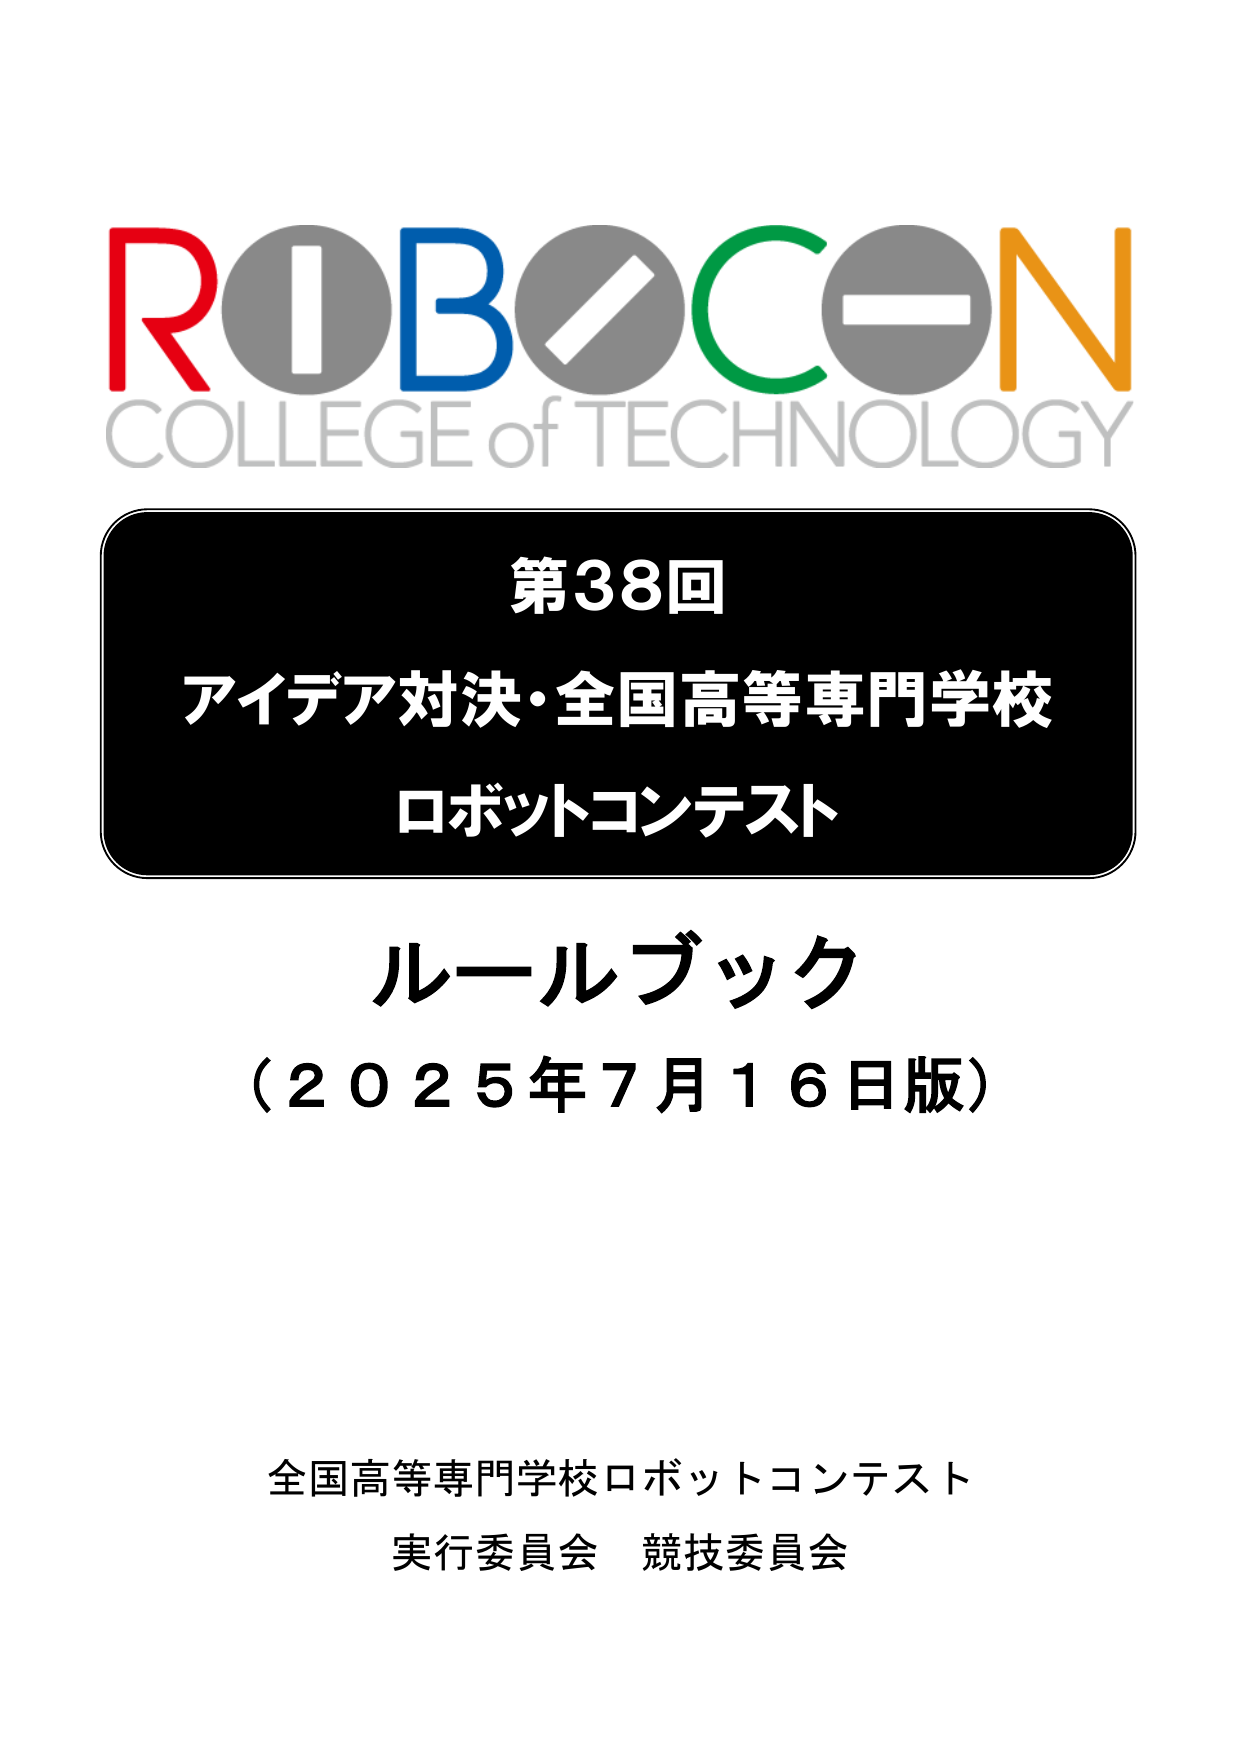 ROBOCON
COLLEGE of TECHNOLOGY
第38回
アイデア対決・全国高等専門学校
ロボットコンテスト
ルールブック
（２０２５年７月１６日版）
全国高等専門学校ロボットコンテスト
実行委員会　競技委員会